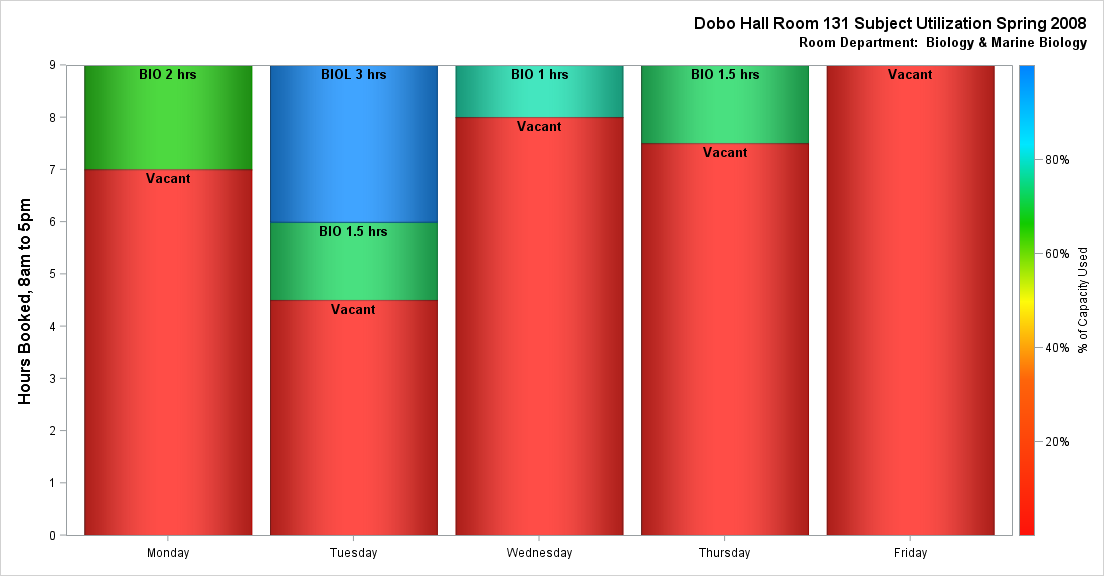 Dobo Hall Room 131 Subject Utilization Spring 2008
Room Department:  Biology & Marine Biology
Hours Booked, 8am to 5pm
9
8
7
6
5
4
3
2
1
0
BIO 2 hrs
Vacant
BIOL 3 hrs
BIO 1.5 hrs
Vacant
BIO 1 hrs
Vacant
BIO 1.5 hrs
Vacant
Vacant
Monday
Tuesday
Wednesday
Thursday
Friday
80%
60%
40%
20%
% of Capacity Used